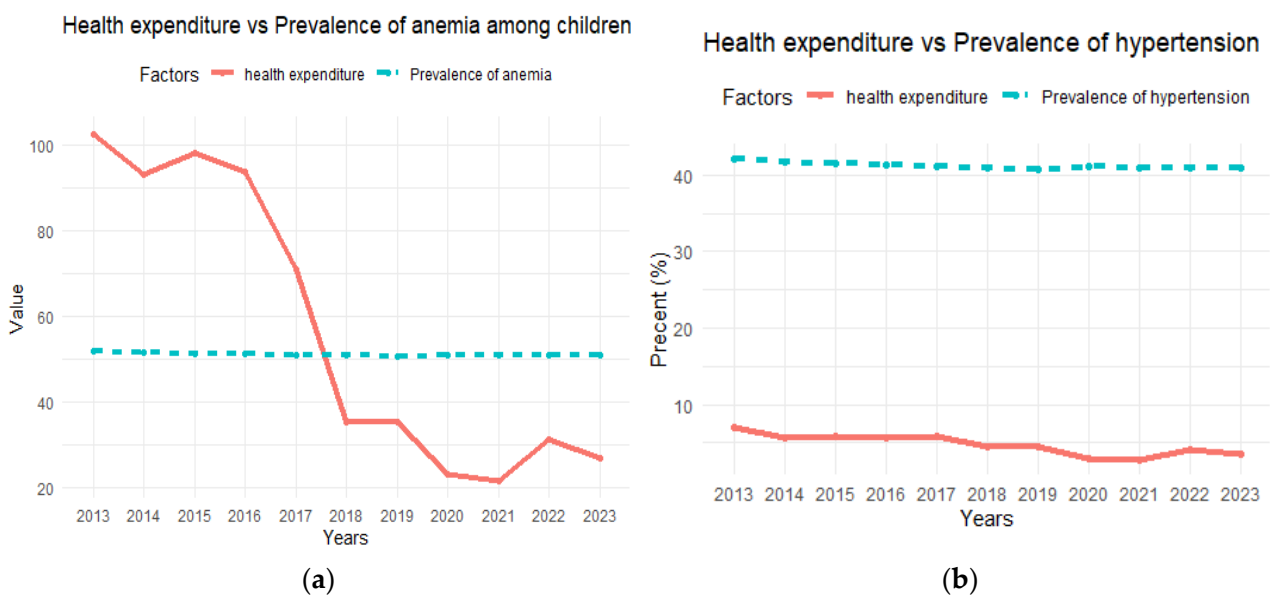 Health expenditure vs Prevalence of anemia among children
Factors health expenditure Prevalence of anemia
100
80
60
40
20
Value
2013 2014 2015 2016 2017 2018 2019 2020 2021 2022 2023
Years
(a)
Health expenditure vs Prevalence of hypertension
Factors health expenditure Prevalence of hypertension
40
30
20
10
Precent (%)
2013 2014 2015 2016 2017 2018 2019 2020 2021 2022 2023
Years
(b)